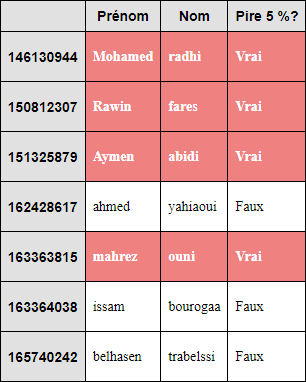 Prénom Nom Pire 5 %?
146130944 Mohamed radhi Vrai
150812307 Rawin fares Vrai
151325879 Aymen abidi Vrai
162428617 ahmed yahiaoui Faux
163363815 mahrez ouni Vrai
163364038 issam bourogaa Faux
165740242 belhasen trabelssi Faux